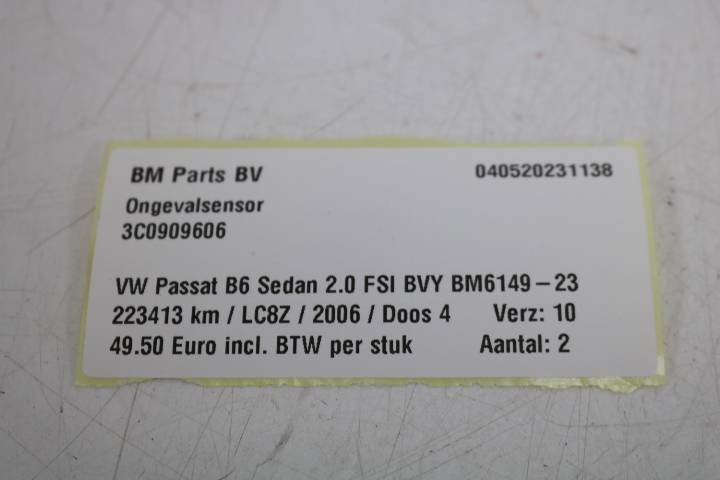 BM Parts BV 040520231138
Ongevalsensor
3C0909606
VW Passat B6 Sedan 2.0 FSI BVY BM6149-23
223413 km / LC8Z / 2006 / Doos 4 Verz: 10
49.50 Euro incl. BTW per stuk Aantal: 2